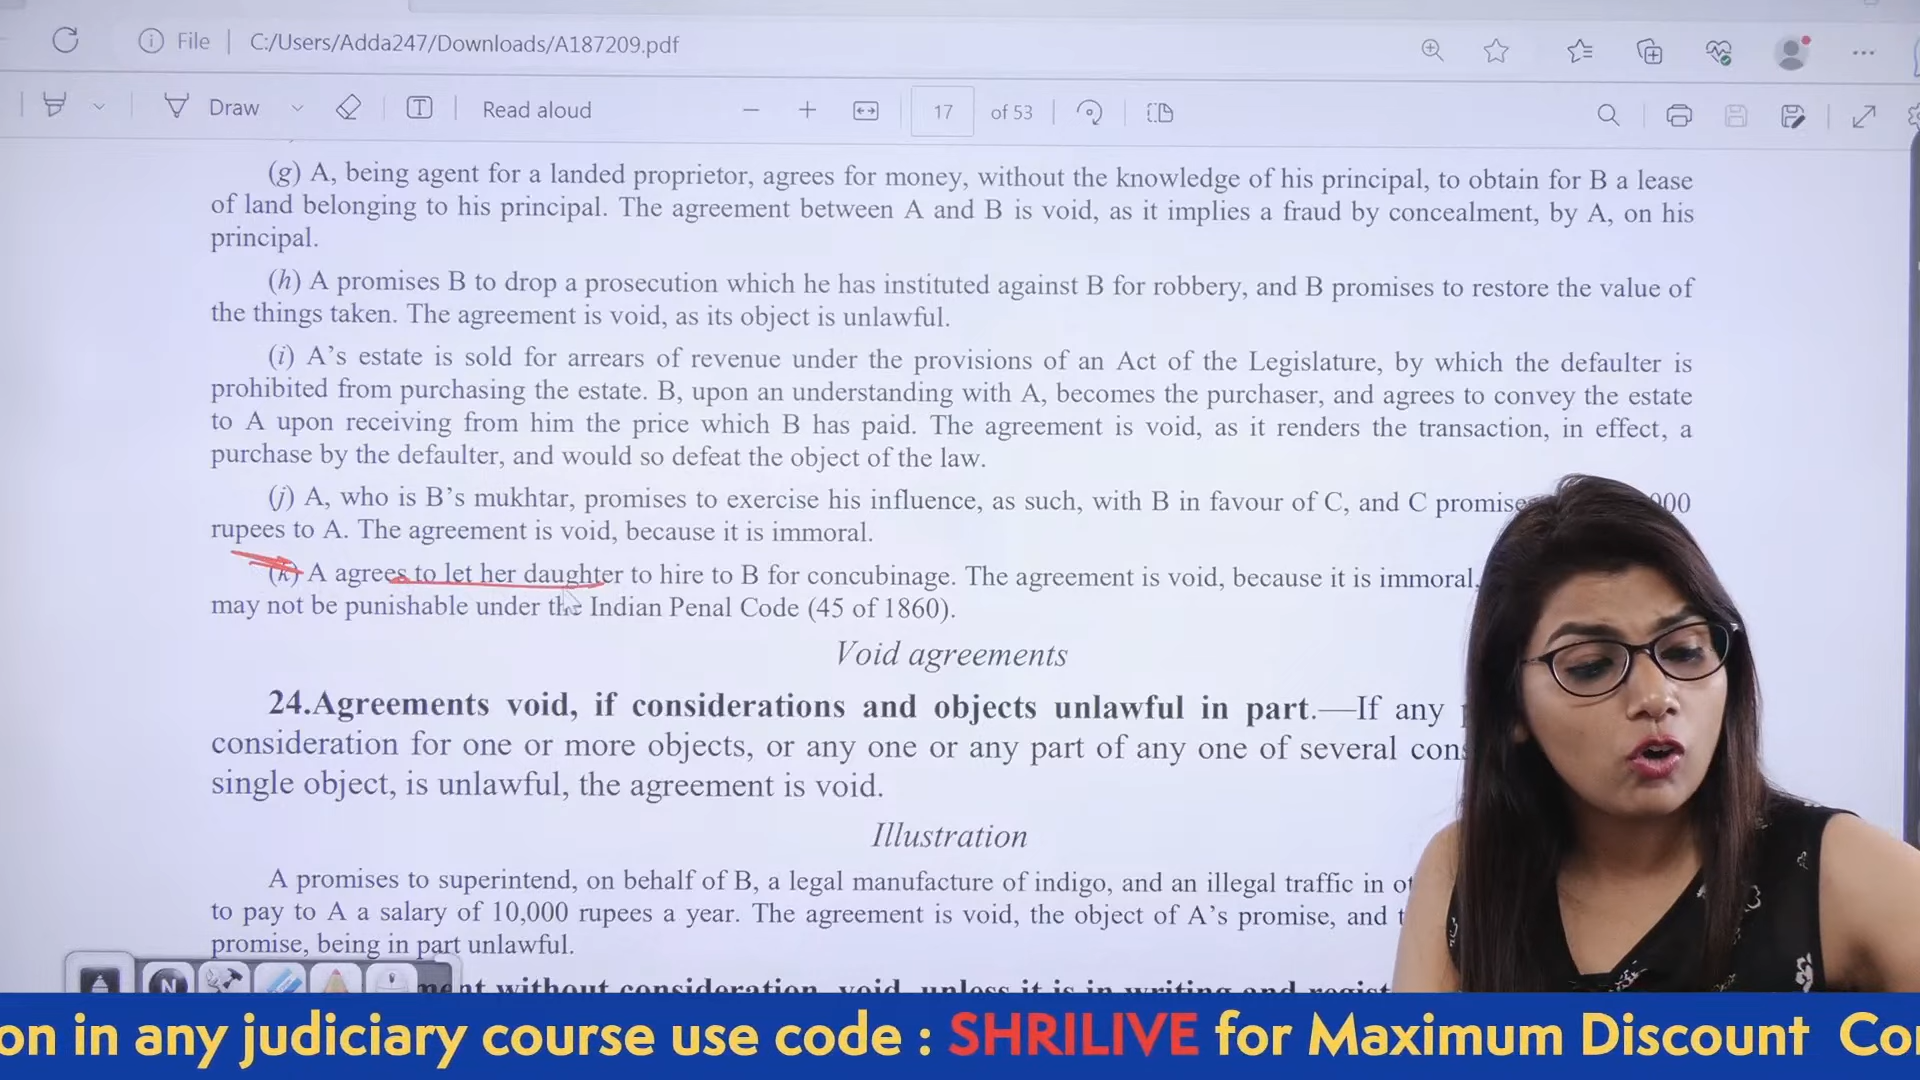 File C:/Users/Adda247/Downloads/A187209.pdf
Draw T Read aloud 17 of 53
(g) A, being agent for a landed proprietor, agrees for money, without the knowledge of his principal, to obtain for B a lease
of land belonging to his principal. The agreement between A and B is void, as it implies a fraud by concealment, by A, on his
principal.
(h) A promises B to drop a prosecution which he has instituted against B for robbery, and B promises to restore the value of
the things taken. The agreement is void, as its object is unlawful.
(i) A’s estate is sold for arrears of revenue under the provisions of an Act of the Legislature, by which the defaulter is
prohibited from purchasing the estate. B, upon an understanding with A, becomes the purchaser, and agrees to convey the estate
to A upon receiving from him the price which B has paid. The agreement is void, as it renders the transaction, in effect, a
purchase by the defaulter, and would so defeat the object of the law.
(j) A, who is B’s mukhtar, promises to exercise his influence, as such, with B in favour of C, and C promise 000
rupees to A. The agreement is void, because it is immoral.
(k) A agrees to let her daughter to hire to B for concubinage. The agreement is void, because it is immoral,
may not be punishable under the Indian Penal Code (45 of 1860).
Void agreements
24.Agreements void, if considerations and objects unlawful in part.—If any
consideration for one or more objects, or any one or any part of any one of several con
single object, is unlawful, the agreement is void.
Illustration
A promises to superintend, on behalf of B, a legal manufacture of indigo, and an illegal traffic in ot
to pay to A a salary of 10,000 rupees a year. The agreement is void, the object of A’s promise, and t
promise, being in part unlawful.
N
ment without consideration, void, unless it is in writing and regist
on in any judiciary course use code : SHRILIVE for Maximum Discount Co